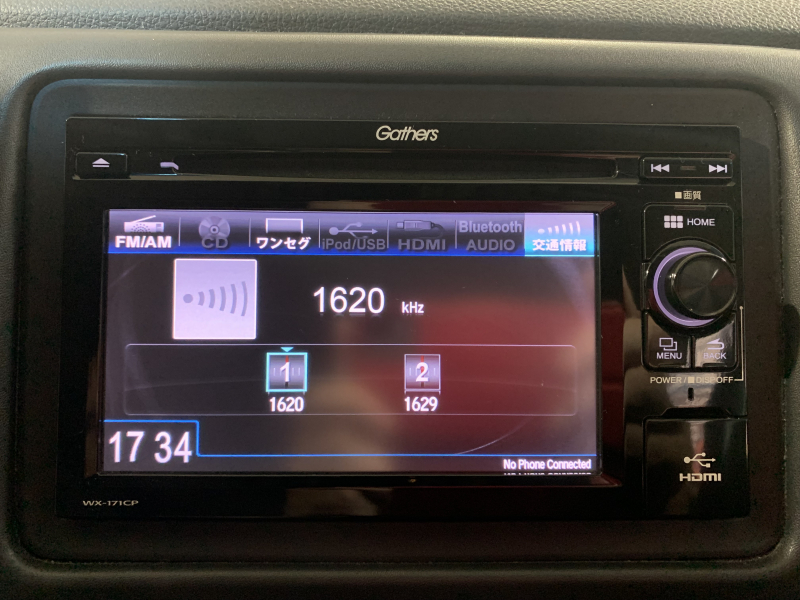 Gathers
■画質
HOME
FM/AM
CD
ワンセグ
iPod/USB
HDMI
Bluetooth
AUDIO
交通情報
1620 kHz
1
2
1620
1629
MENU
BACK
POWER/■DISP OFF
17 34
No Phone Connected
HDMI
WX-171CP